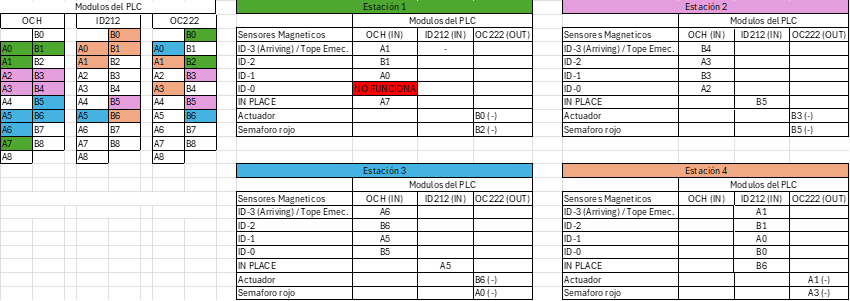 Modulos del PLC
OCH ID212 OC222
B0 B0 B0
A0 B1 A0 B1 A0 B1
A1 B2 A1 B2 A1 B2
A2 B3 A2 B3 A2 B3
A3 B4 A3 B4 A3 B4
A4 B5 A4 B5 A4 B5
A5 B6 A5 B6 A5 B6
A6 B7 A6 B7 A6 B7
A7 B8 A7 B8 A7 B8
A8 A8 A8
Estación 1
Modulos del PLC
Sensores Magneticos OCH (IN) ID212 (IN) OC222 (OUT)
ID-3 (Arriving) / Tope Emec. A1 -
ID-2 B1
ID-1 A0
ID-0 NO FUNCIONA
IN PLACE A7
Actuador B0 (-)
Semaforo rojo B2 (-)
Estación 2
Modulos del PLC
Sensores Magneticos OCH (IN) ID212 (IN) OC222 (OUT)
ID-3 (Arriving) / Tope Emec. B4
ID-2 A3
ID-1 B3
ID-0 A2
IN PLACE B5
Actuador B3 (-)
Semaforo rojo B5 (-)
Estación 3
Modulos del PLC
Sensores Magneticos OCH (IN) ID212 (IN) OC222 (OUT)
ID-3 (Arriving) / Tope Emec. A6
ID-2 B6
ID-1 A5
ID-0 B5
IN PLACE A5
Actuador B6 (-)
Semaforo rojo A0 (-)
Estación 4
Modulos del PLC
Sensores Magneticos OCH (IN) ID212 (IN) OC222 (OUT)
ID-3 (Arriving) / Tope Emec. A1
ID-2 B1
ID-1 A0
ID-0 B0
IN PLACE B6
Actuador A1 (-)
Semaforo rojo A3 (-)